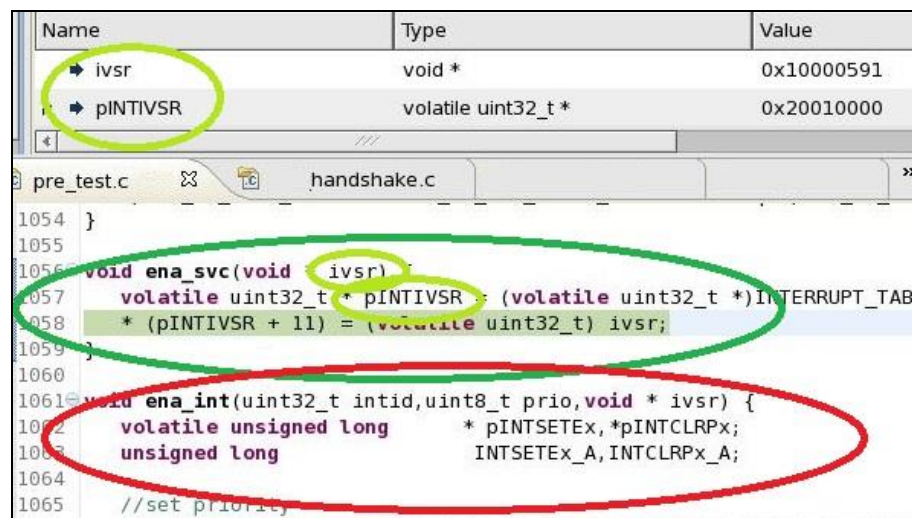 Name Type Value
ivsr void * 0x10000591
pINTIVSR volatile uint32_t * 0x20010000
pre_test.c handshake.c
1054 }
1055
1056 void ena_svc(void * ivsr) {
1057 volatile uint32_t * pINTIVSR = (volatile uint32_t *)INTERRUPT_TAB
1058 * (pINTIVSR + 11) = (volatile uint32_t) ivsr;
1059 }
1060
1061 void ena_int(uint32_t intid,uint8_t prio,void * ivsr) {
1062 volatile unsigned long * pINTSETEx,*pINTCLRPx;
1063 unsigned long INTSETEx_A,INTCLRPx_A;
1064
1065 //set priority